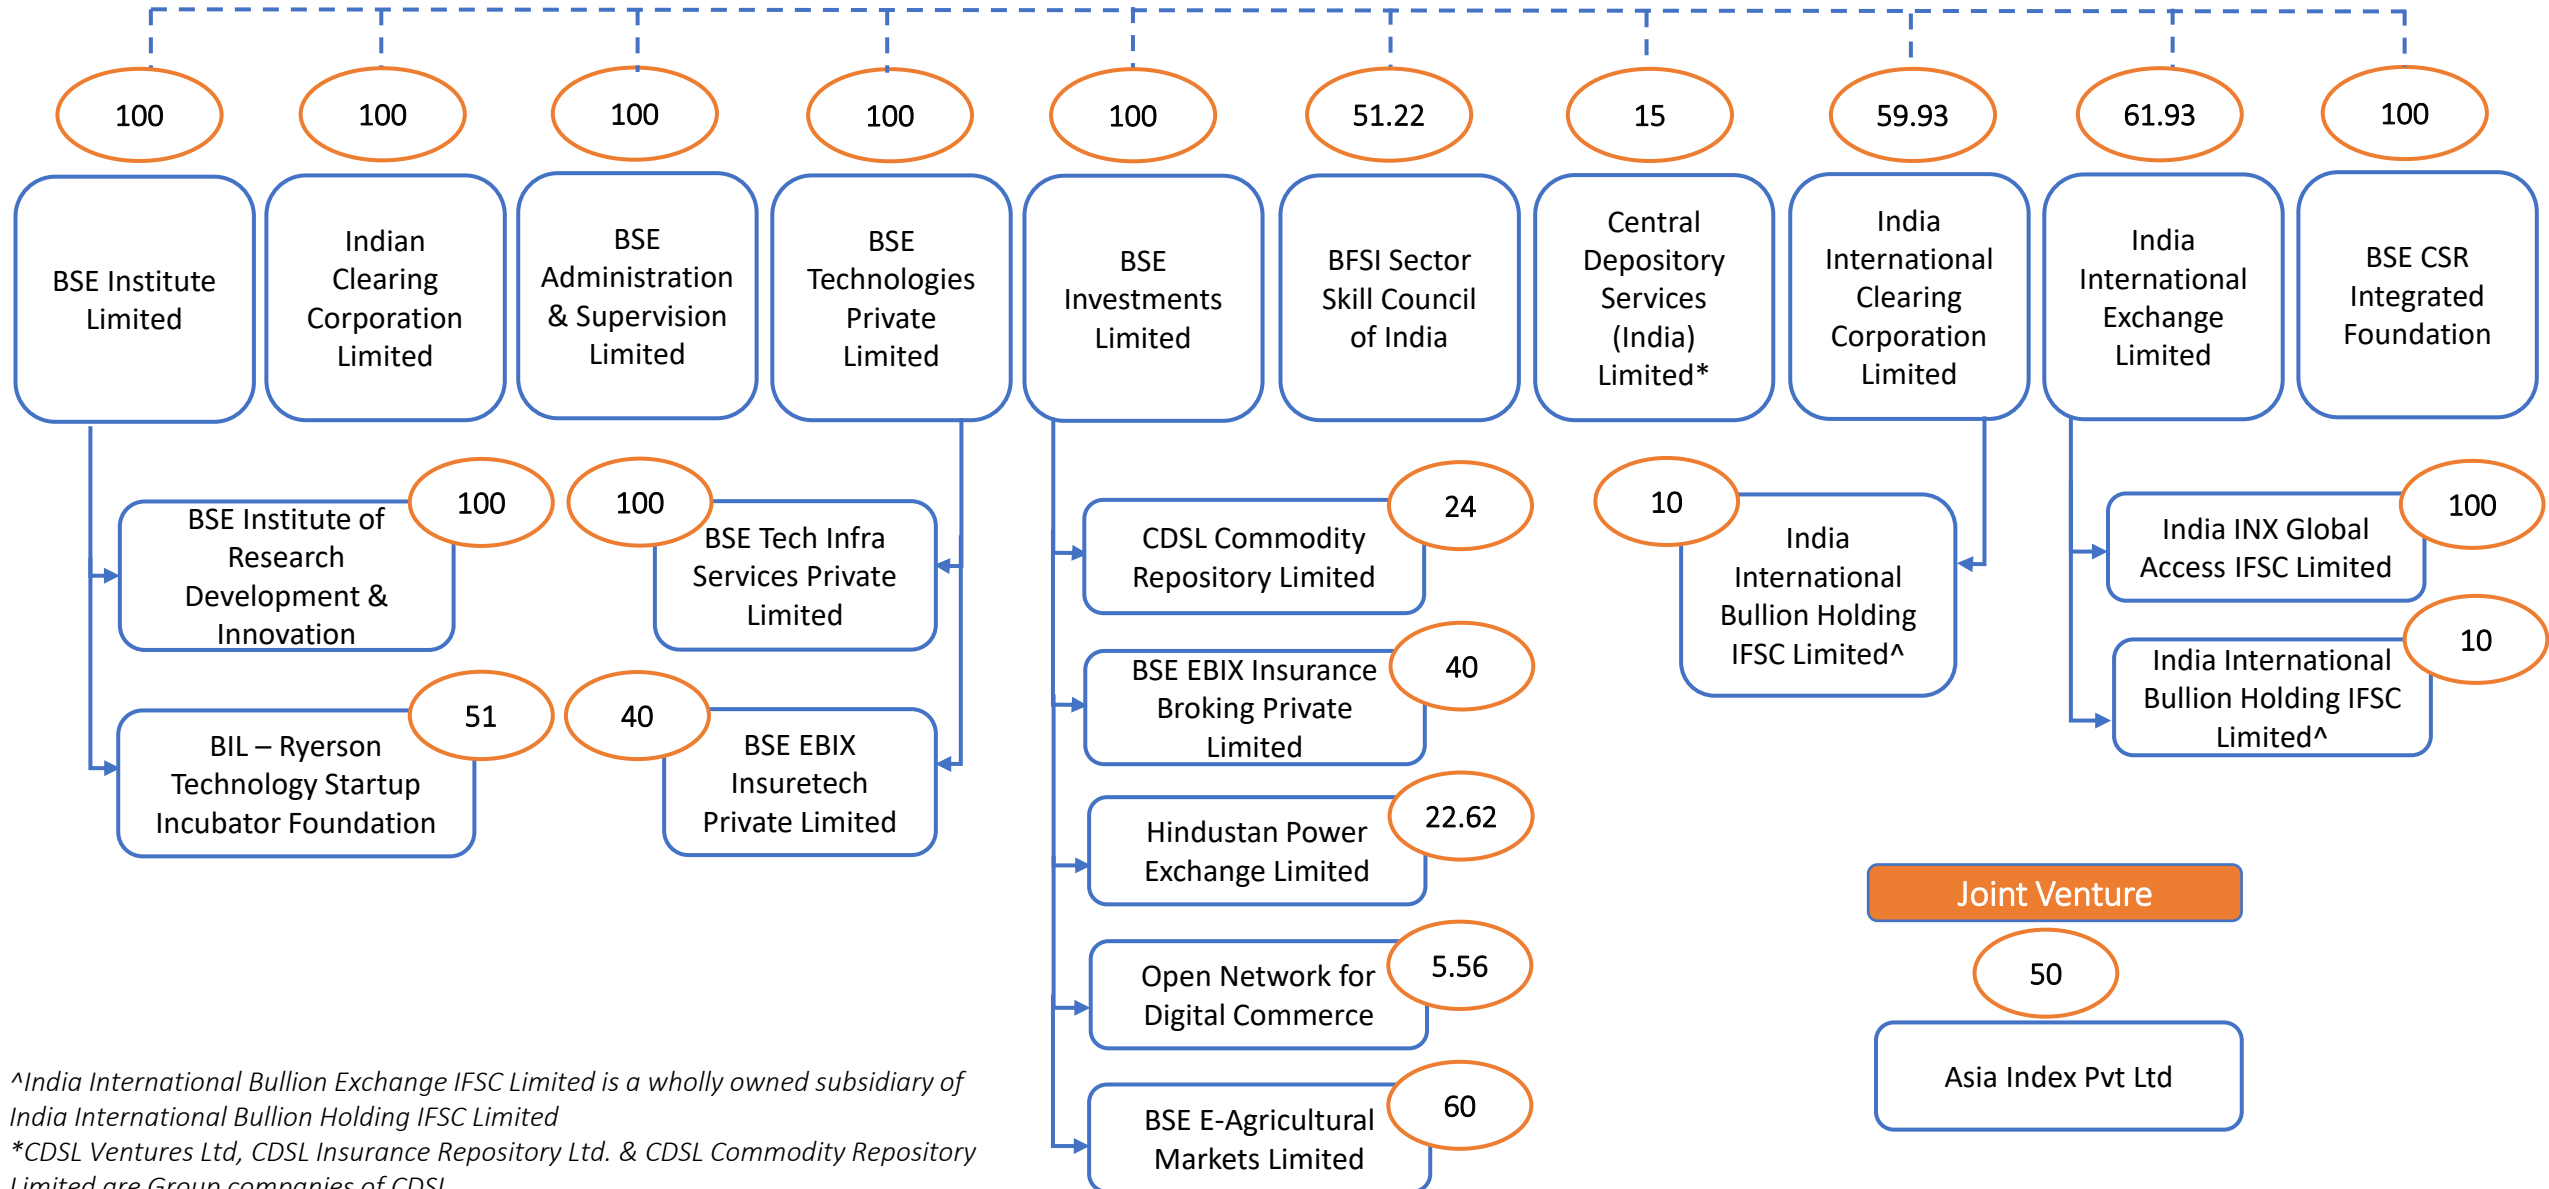 100
100
100
100
100
51.22
15
59.93
61.93
100
BSE Institute
Limited
Indian
Clearing
Corporation
Limited
BSE
Administration
& Supervision
Limited
BSE
Technologies
Private
Limited
BSE
Investments
Limited
BFSI Sector
Skill Council
of India
Central
Depository
Services
(India)
Limited*
India
International
Clearing
Corporation
Limited
India
International
Exchange
Limited
BSE CSR
Integrated
Foundation
100
BSE Institute of
Research
Development &
Innovation
51
BIL – Ryerson
Technology Startup
Incubator Foundation
100
BSE Tech Infra
Services Private
Limited
40
BSE EBIX
Insuretech
Private Limited
24
CDSL Commodity
Repository Limited
40
BSE EBIX Insurance
Broking Private
Limited
22.62
Hindustan Power
Exchange Limited
5.56
Open Network for
Digital Commerce
60
BSE E-Agricultural
Markets Limited
10
India
International
Bullion Holding
IFSC Limited^
100
India INX Global
Access IFSC Limited
10
India International
Bullion Holding IFSC
Limited^
Joint Venture
50
Asia Index Pvt Ltd
^India International Bullion Exchange IFSC Limited is a wholly owned subsidiary of
India International Bullion Holding IFSC Limited
*CDSL Ventures Ltd, CDSL Insurance Repository Ltd. & CDSL Commodity Repository
Limited are Group companies of CDSL